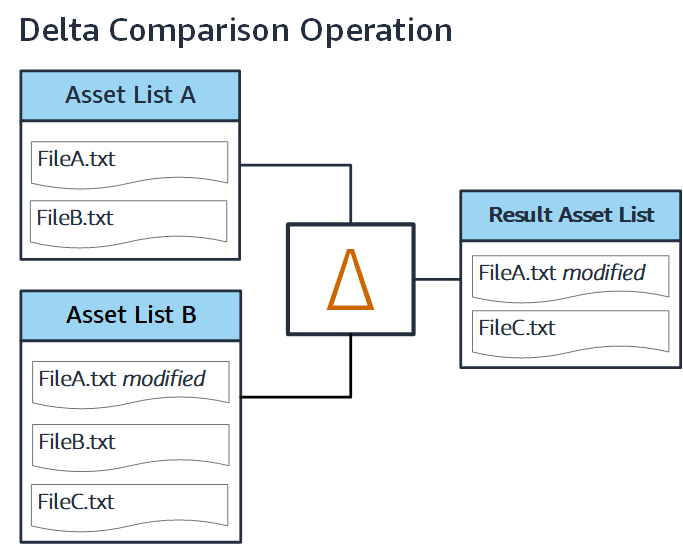 Delta Comparison Operation
Asset List A
FileA.txt
FileB.txt
Asset List B
FileA.txt modified
FileB.txt
FileC.txt
Δ
Result Asset List
FileA.txt modified
FileC.txt